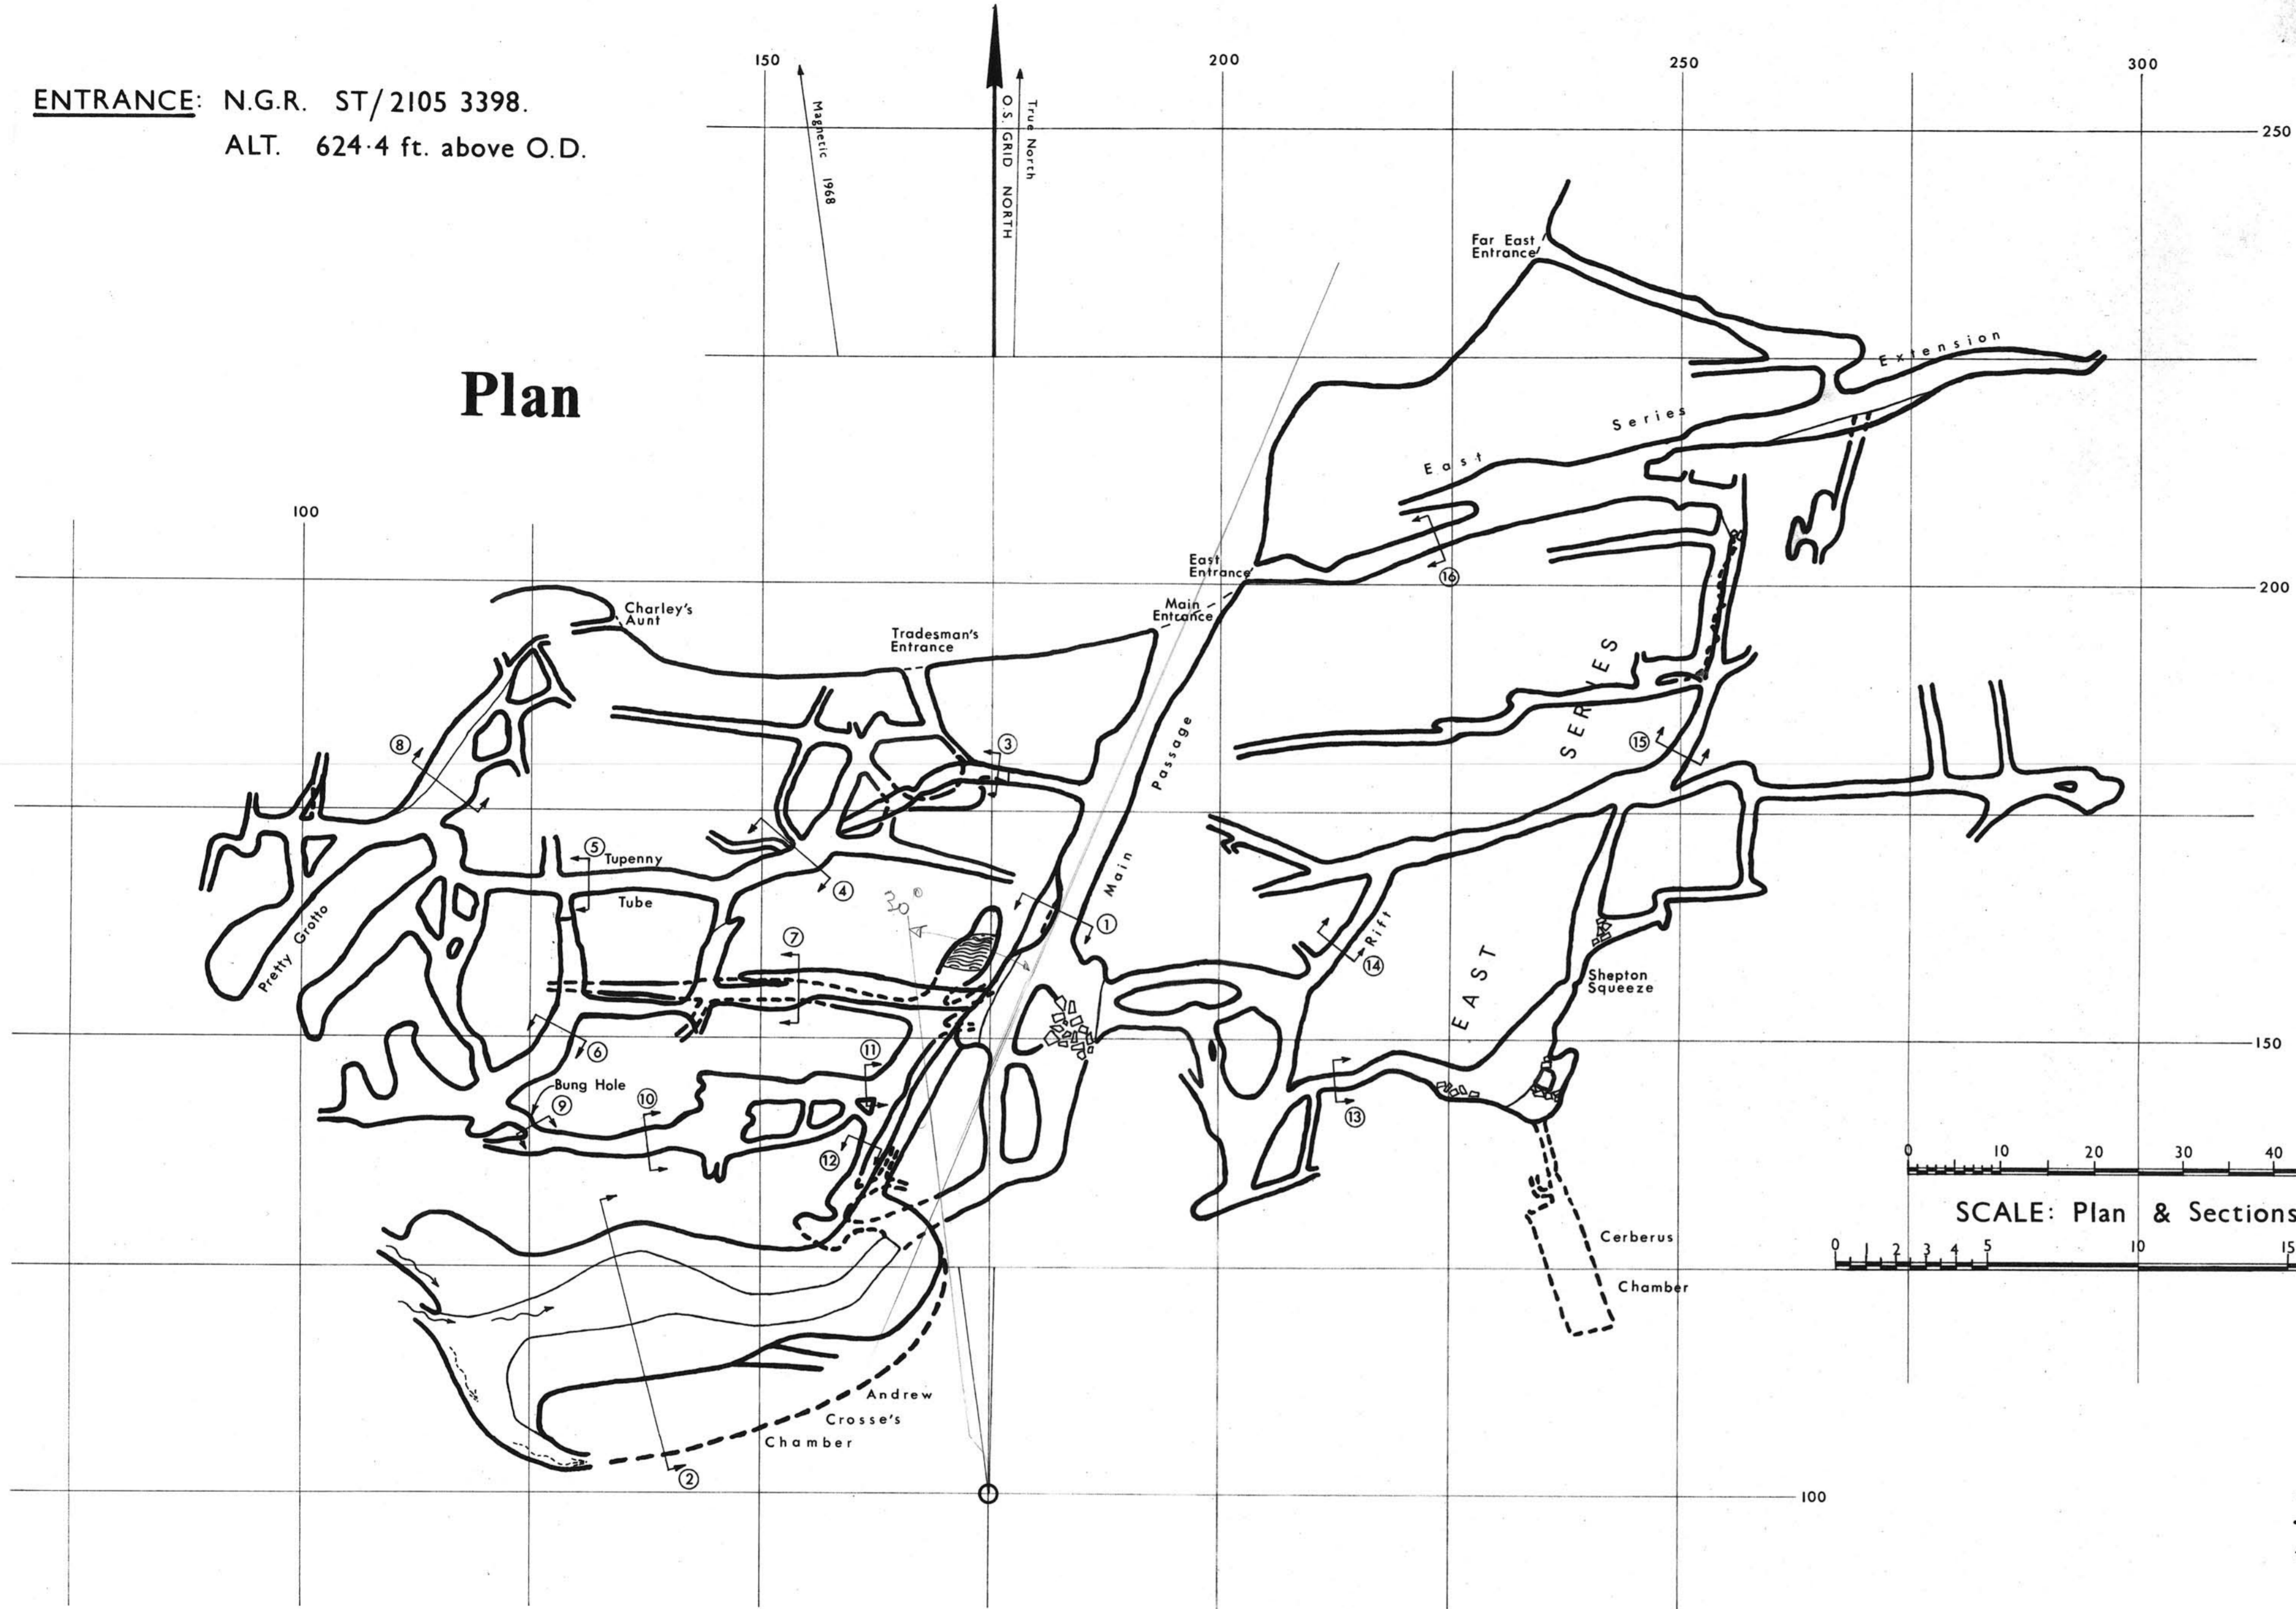 ENTRANCE: N.G.R. ST/2105 3398.
ALT. 624·4 ft. above O.D.
Plan
150
200
250
300
Magnetic 1968
O.S. GRID NORTH
True North
250
Far East
Entrance
Extension
Series
East
100
East
Entrance
Main
Entrance
16
200
Charley's
Aunt
Tradesman's
Entrance
Main Passage
SERIES
EAST
8
3
15
5
Tupenny
Tube
4
30°
A
1
Pretty Grotto
7
Rift
14
Shepton
Squeeze
6
11
150
Bung Hole
9
10
12
13
0 10 20 30 40
SCALE: Plan & Sections
0 1 2 3 4 5 10 15
Cerberus
Chamber
Andrew
Crosse's
Chamber
2
100